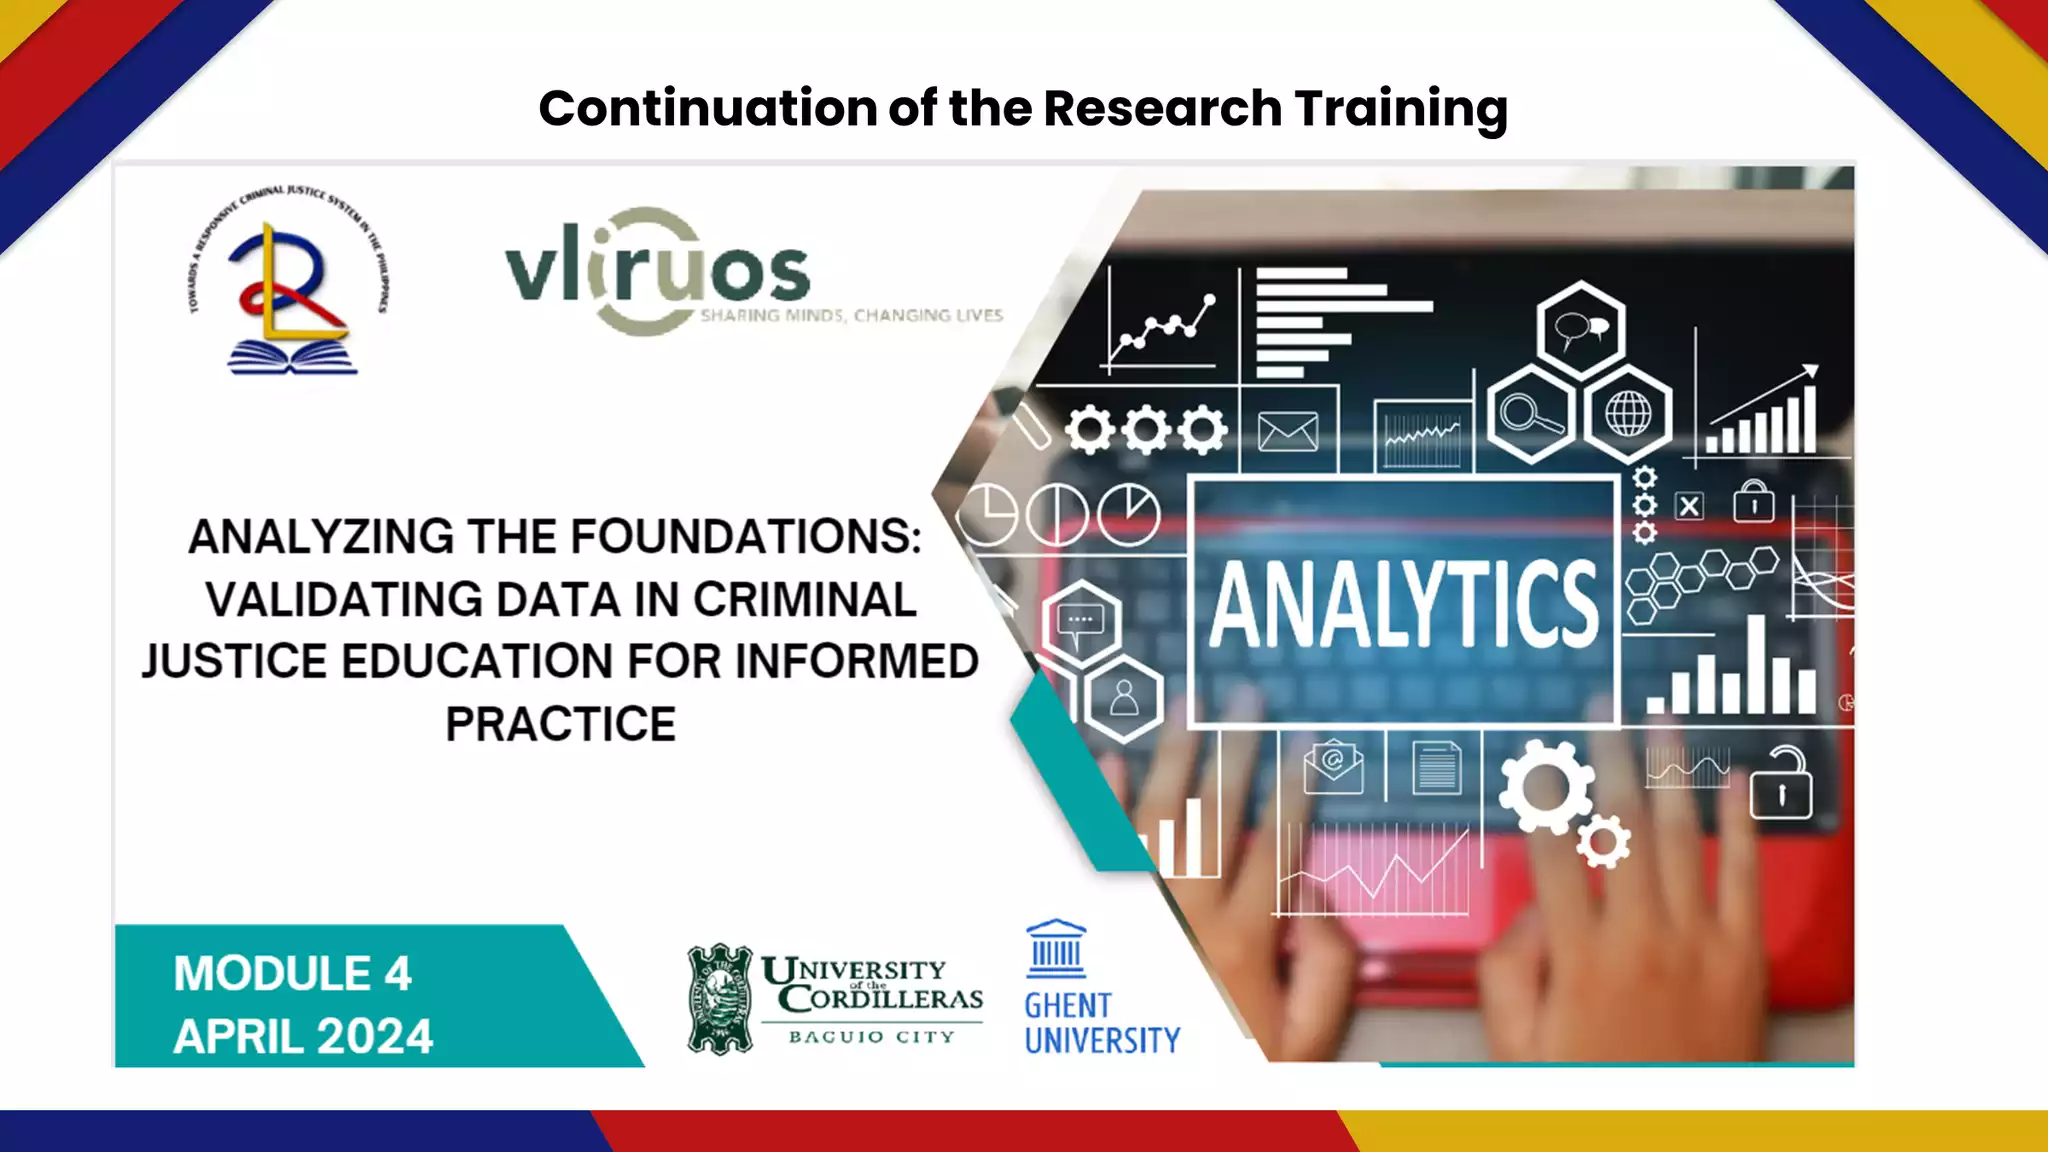 Continuation of the Research Training
TOWARDS A RESPONSIVE CRIMINAL JUSTICE SYSTEM IN THE PHILIPPINES
vliruos
SHARING MINDS, CHANGING LIVES
ANALYZING THE FOUNDATIONS:
VALIDATING DATA IN CRIMINAL
JUSTICE EDUCATION FOR INFORMED
PRACTICE
ANALYTICS
MODULE 4
APRIL 2024
UNIVERSITY
of the
CORDILLERAS
BAGUIO CITY
GHENT
UNIVERSITY